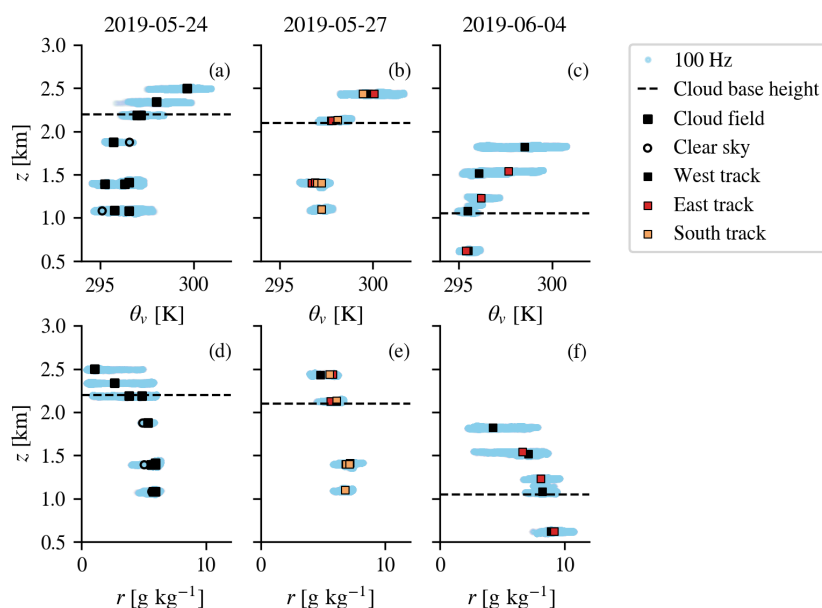 2019-05-24 2019-05-27 2019-06-04
3.0
2.5
2.0
1.5
1.0
0.5
z [km]
(a) (b) (c)
295 300 295 300 295 300
θv [K] θv [K] θv [K]
100 Hz
Cloud base height
Cloud field
Clear sky
West track
East track
South track
3.0
2.5
2.0
1.5
1.0
0.5
z [km]
(d) (e) (f)
0 10 0 10 0 10
r [g kg⁻¹] r [g kg⁻¹] r [g kg⁻¹]